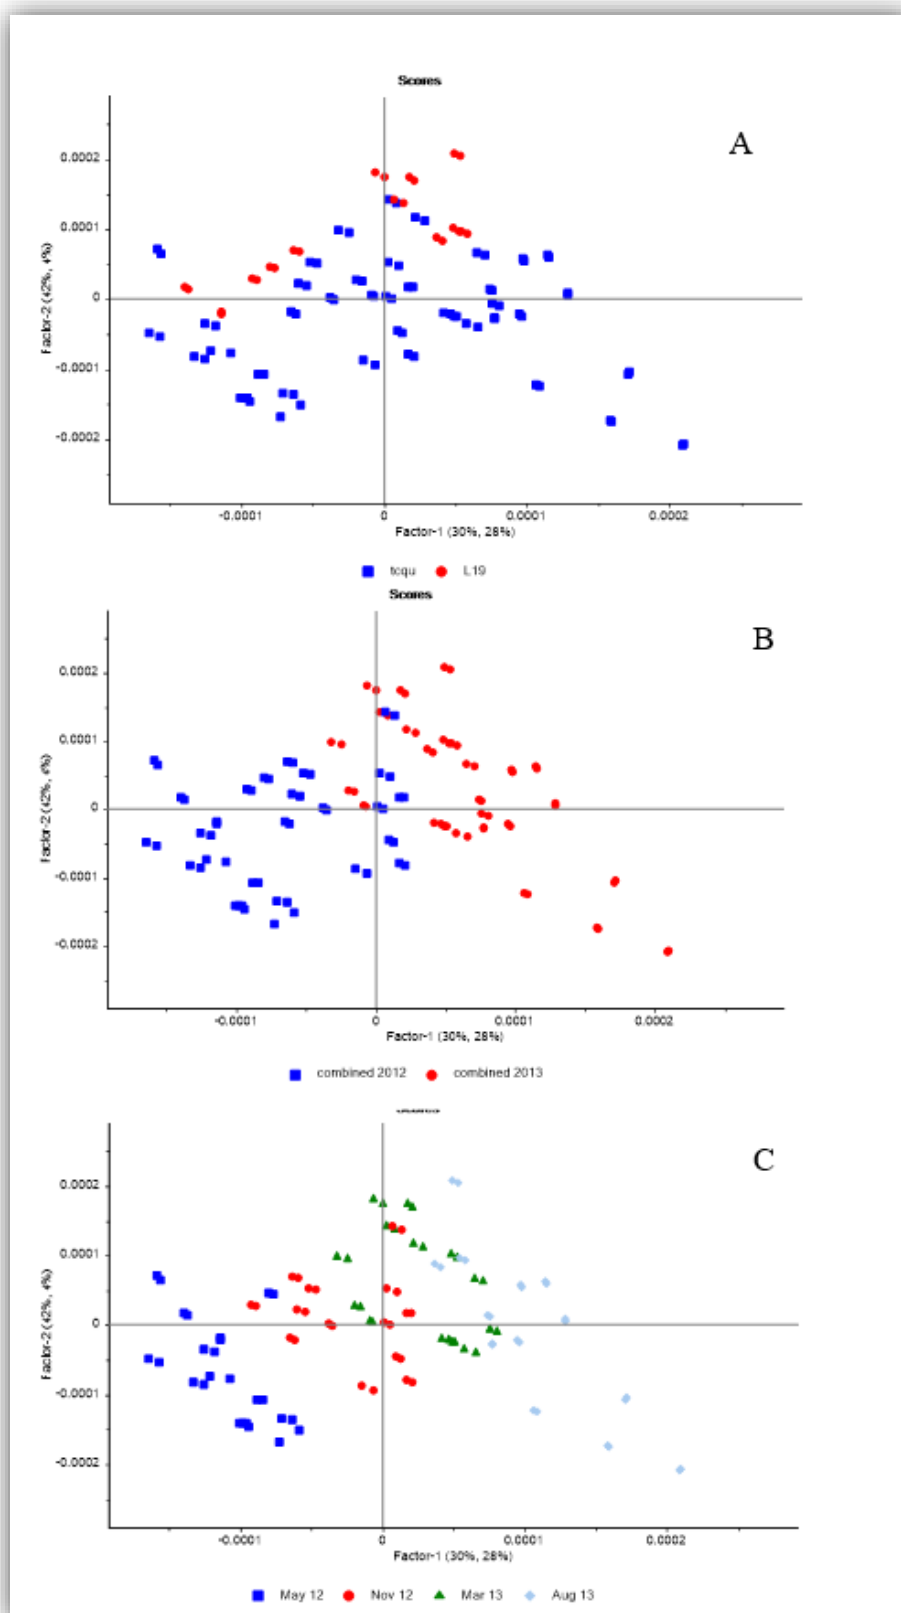 Scores
A
0.0002
0.0001
0
-0.0001
-0.0002
Factor-2 (42%, 4%)
-0.0001 0 0.0001 0.0002
Factor-1 (30%, 28%)
tcqu L19
Scores
B
0.0002
0.0001
0
-0.0001
-0.0002
Factor-2 (42%, 4%)
-0.0001 0 0.0001 0.0002
Factor-1 (30%, 28%)
combined 2012 combined 2013
C
0.0002
0.0001
0
-0.0001
-0.0002
Factor-2 (42%, 4%)
-0.0001 0 0.0001 0.0002
Factor-1 (30%, 28%)
May 12 Nov 12 Mar 13 Aug 13